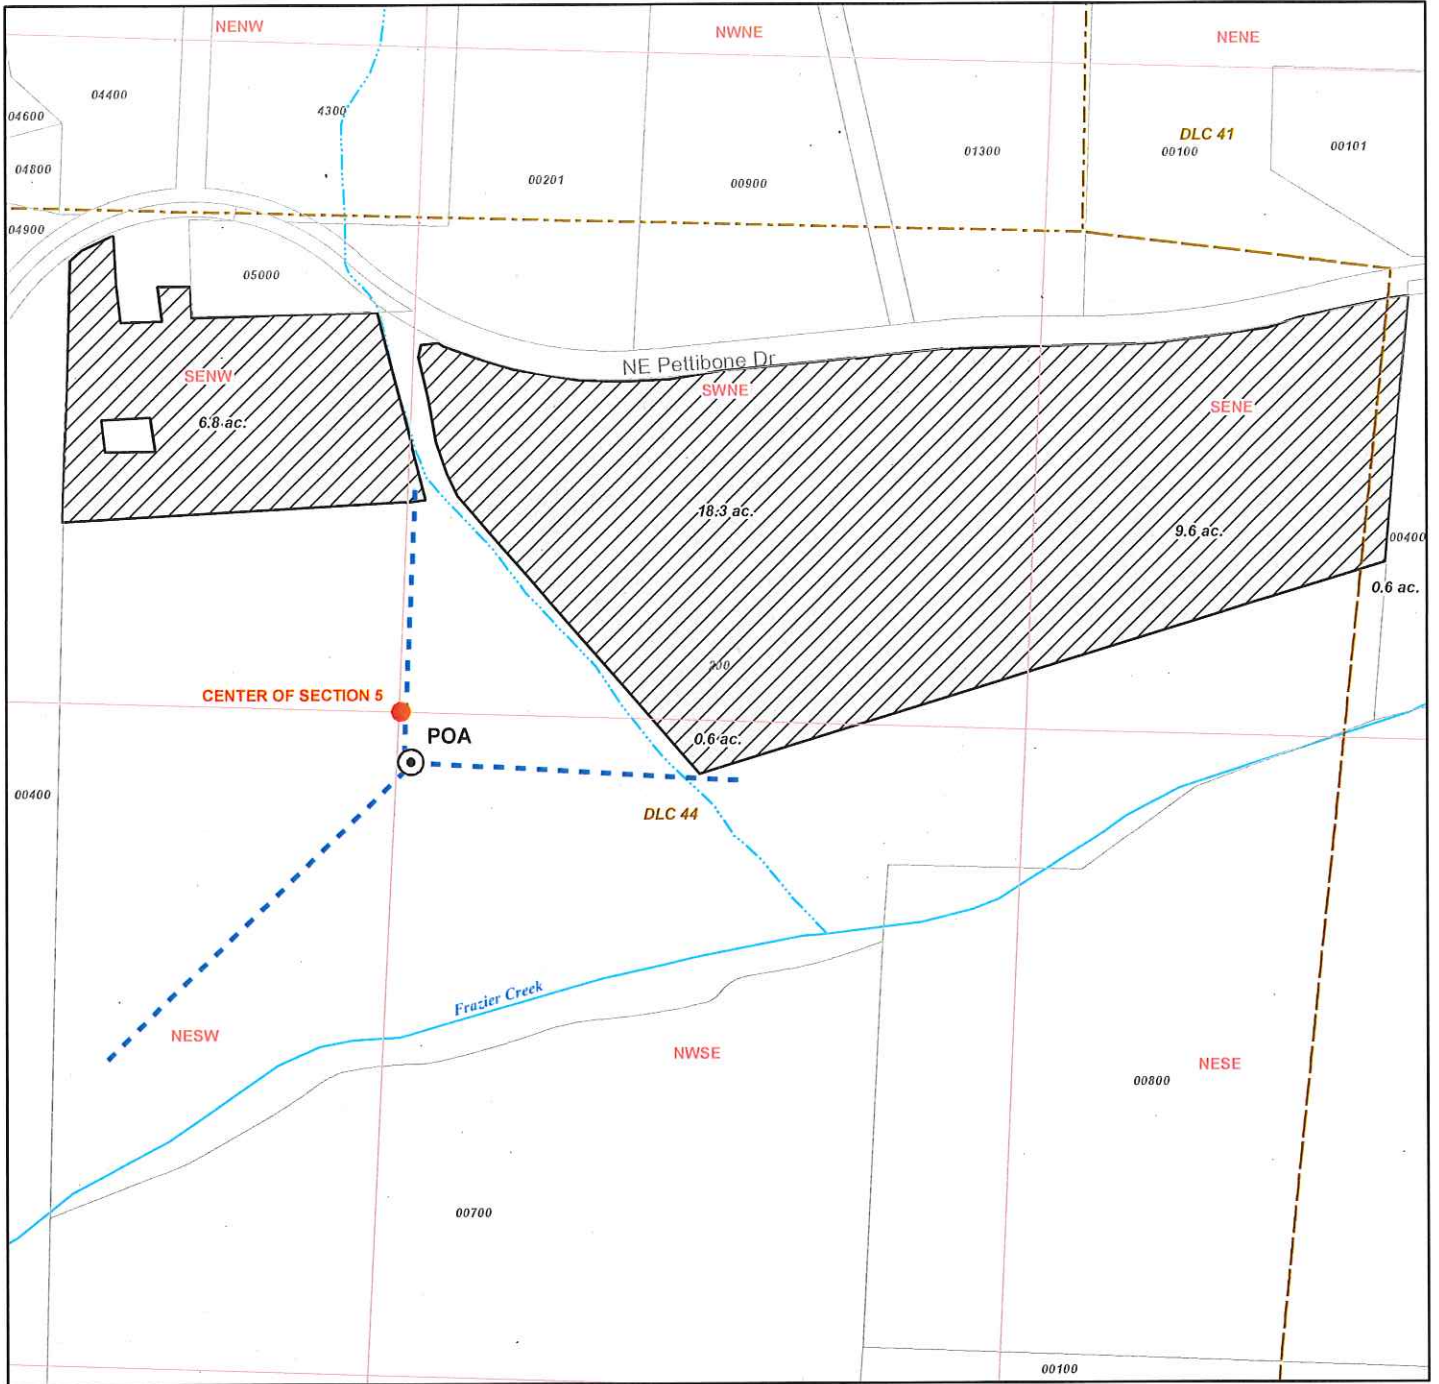 NENW
NWNE
NENE
04400
04600
4300
DLC 41
01300
00100
00101
04800
00201
00900
04900
05000
NE Pettibone Dr
SENW
SWNE
SENE
6.8 ac.
18.3 ac.
9.6 ac.
00400
0.6 ac.
200
CENTER OF SECTION 5
POA
0.6 ac.
00400
DLC 44
Frazier Creek
NESW
NWSE
NESE
00800
00700
00100